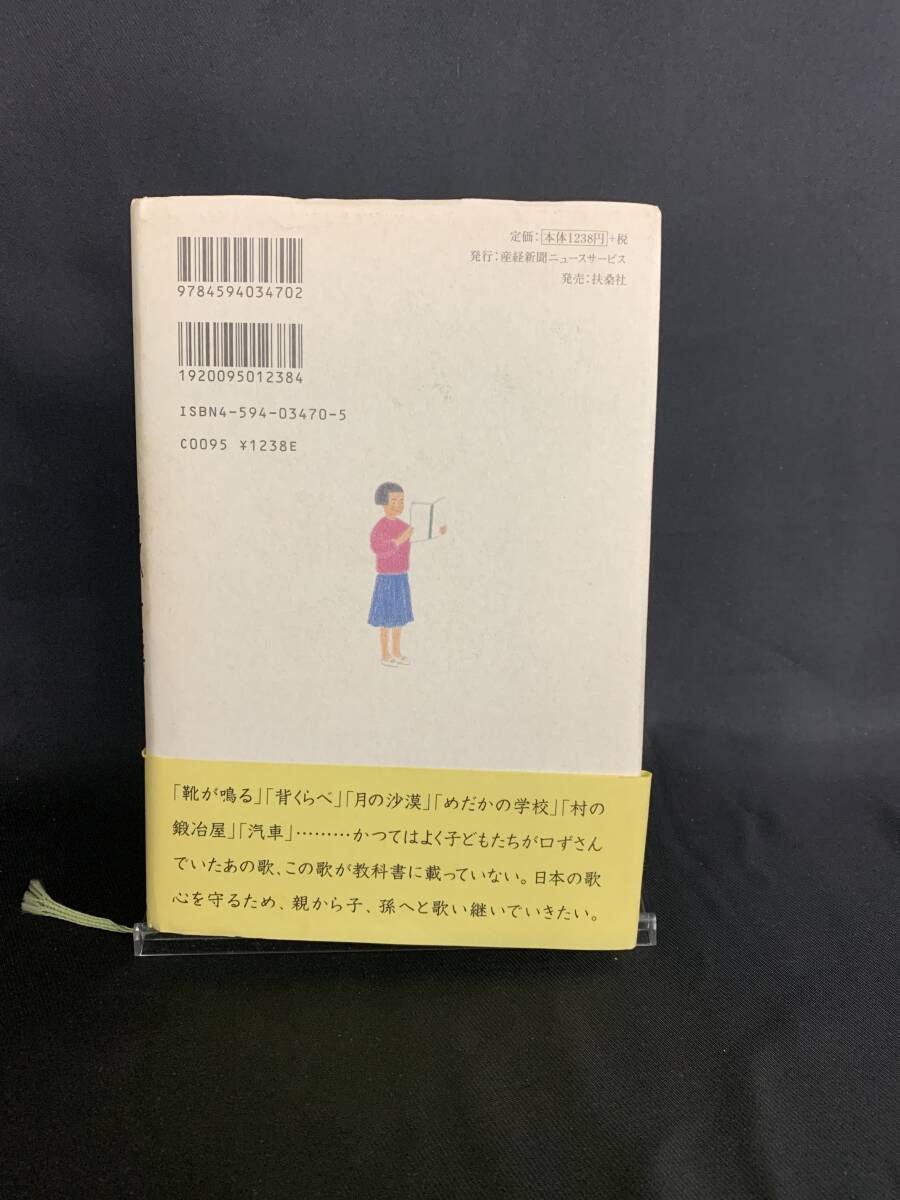 定価：本体1238円+税
発行：産経新聞ニュースサービス
発売：扶桑社
9784594034702
1920095012384
ISBN4-594-03470-5
C0095 ¥1238E
「靴が鳴る」「背くらべ」「月の沙漠」「めだかの学校」「村の
鍛冶屋」「汽車」………かつてはよく子どもたちが口ずさん
でいたあの歌、この歌が教科書に載っていない。日本の歌
心を守るため、親から子、孫へと歌い継いでいきたい。